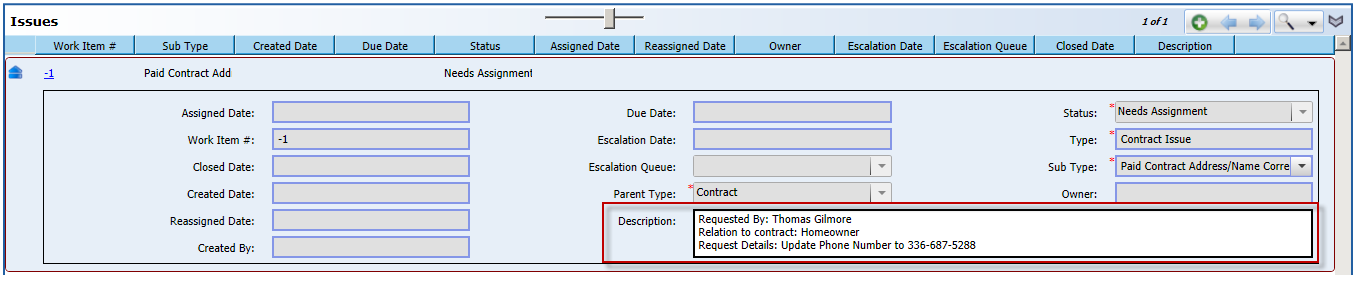 Issues
1 of 1
Work Item # Sub Type Created Date Due Date Status Assigned Date Reassigned Date Owner Escalation Date Escalation Queue Closed Date Description
-1 Paid Contract Add Needs Assignment
Assigned Date: Due Date: Status: * Needs Assignment
Work Item #: -1 Escalation Date: Type: * Contract Issue
Closed Date: Escalation Queue: Sub Type: * Paid Contract Address/Name Corre
Created Date: Parent Type: * Contract Owner:
Reassigned Date: Description: Requested By: Thomas Gilmore
Relation to contract: Homeowner
Created By: Request Details: Update Phone Number to 336-687-5288